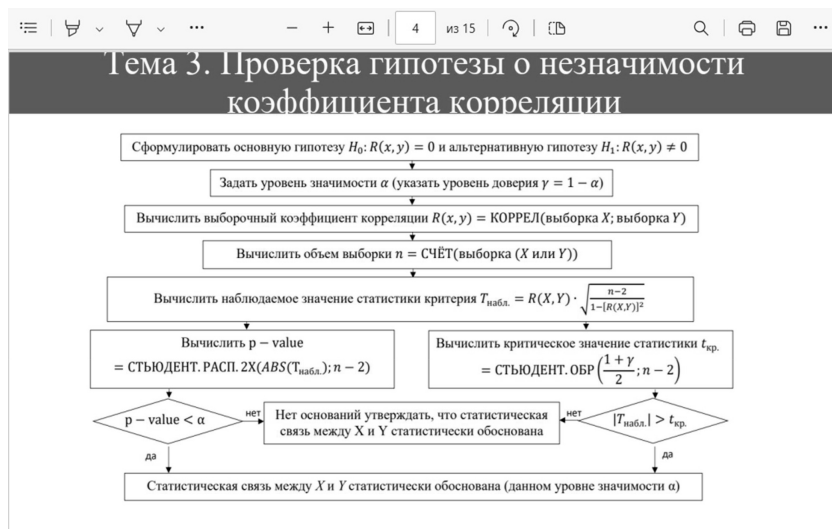 4 из 15
Тема 3. Проверка гипотезы о незначимости
коэффициента корреляции
Сформулировать основную гипотезу H₀: R(x, y) = 0 и альтернативную гипотезу H₁: R(x, y) ≠ 0
Задать уровень значимости α (указать уровень доверия γ = 1 − α)
Вычислить выборочный коэффициент корреляции R(x, y) = КОРРЕЛ(выборка X; выборка Y)
Вычислить объем выборки n = СЧЁТ(выборка (X или Y))
Вычислить наблюдаемое значение статистики критерия Tнабл. = R(X, Y) · √((n−2)/(1−[R(X,Y)]²))
Вычислить p − value
= СТЬЮДЕНТ. РАСП. 2Х(ABS(Тнабл.); n − 2)
Вычислить критическое значение статистики tкр.
= СТЬЮДЕНТ. ОБР((1 + γ)/2; n − 2)
p − value < α
нет
Нет оснований утверждать, что статистическая
связь между X и Y статистически обоснована
нет
|Tнабл.| > tкр.
да
да
Статистическая связь между X и Y статистически обоснована (данном уровне значимости α)